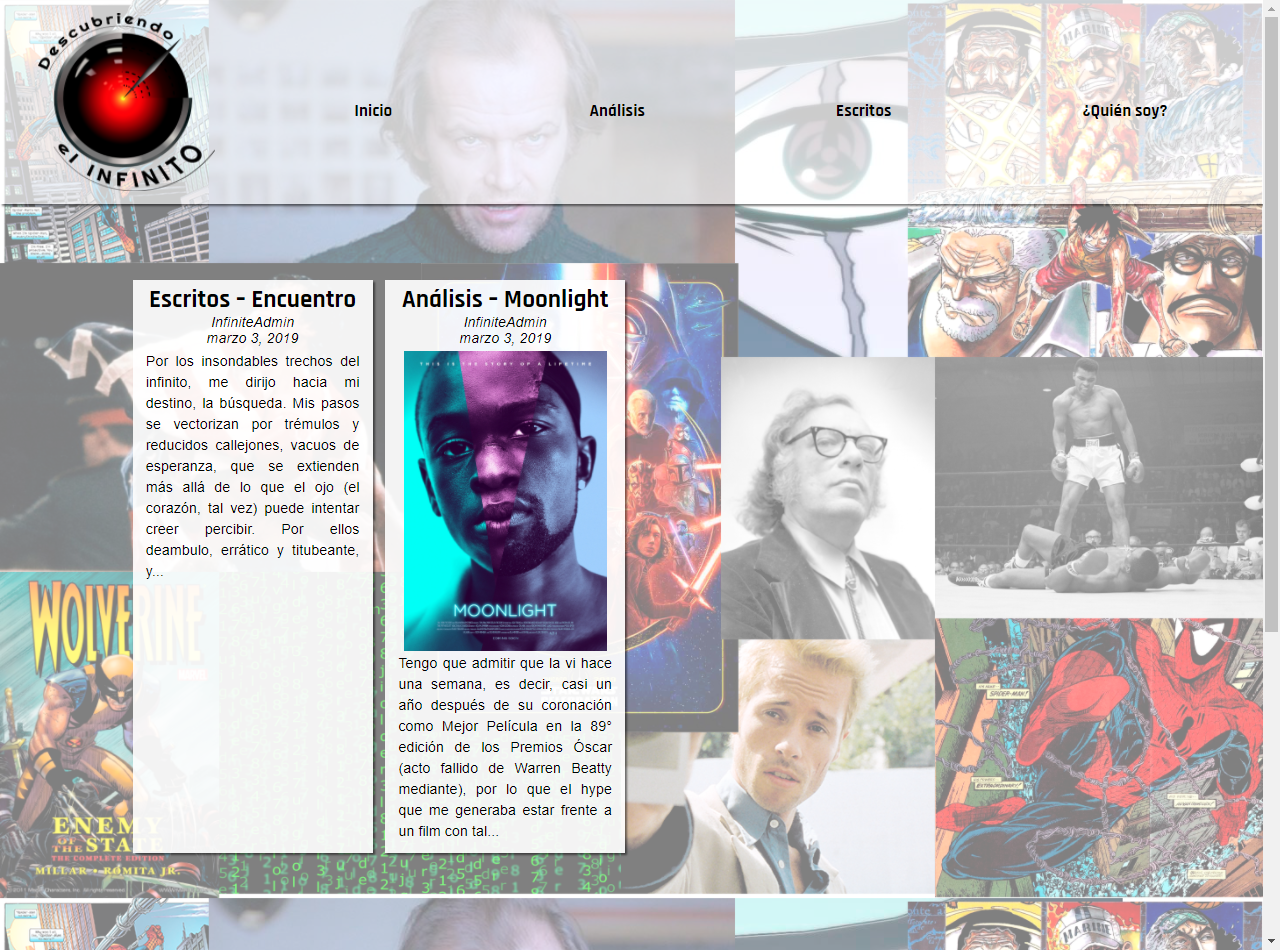 Descubriendo
el INFINITO
Inicio
Análisis
Escritos
¿Quién soy?
Escritos – Encuentro
InfiniteAdmin
marzo 3, 2019
Por los insondables trechos del
infinito, me dirijo hacia mi
destino, la búsqueda. Mis pasos
se vectorizan por trémulos y
reducidos callejones, vacuos de
esperanza, que se extienden
más allá de lo que el ojo (el
corazón, tal vez) puede intentar
creer percibir. Por ellos
deambulo, errático y titubeante,
y...
Análisis – Moonlight
InfiniteAdmin
marzo 3, 2019
THIS IS THE STORY OF A LIFETIME
MOONLIGHT
Tengo que admitir que la vi hace
una semana, es decir, casi un
año después de su coronación
como Mejor Película en la 89°
edición de los Premios Óscar
(acto fallido de Warren Beatty
mediante), por lo que el hype
que me generaba estar frente a
un film con tal...
MARINE
WOLVERINE
ENEMY
OF THE STATE
THE COMPLETE EDITION
MILLAR • ROMITA JR.